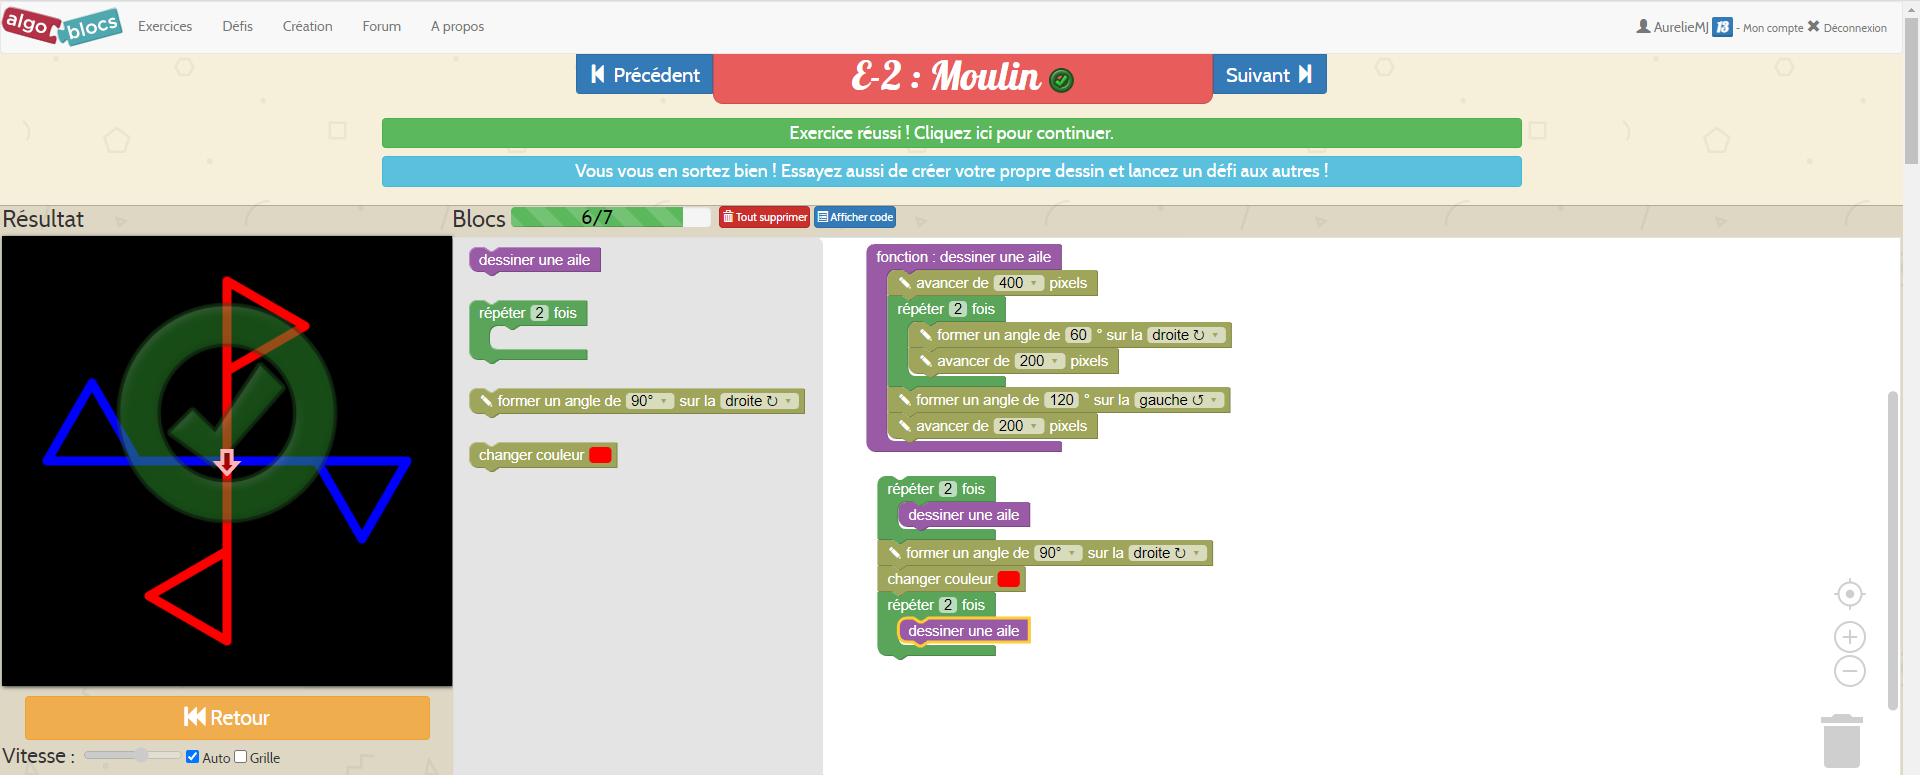 algo blocs Exercices Défis Création Forum A propos AurelieMJ 13 - Mon compte Déconnexion
Précédent E-2 : Moulin Suivant
Exercice réussi ! Cliquez ici pour continuer.
Vous vous en sortez bien ! Essayez aussi de créer votre propre dessin et lancez un défi aux autres !
Résultat
Blocs 6/7 Tout supprimer Afficher code
dessiner une aile
répéter 2 fois
former un angle de 90° sur la droite ↻
changer couleur
fonction : dessiner une aile
avancer de 400 pixels
répéter 2 fois
former un angle de 60 ° sur la droite ↻
avancer de 200 pixels
former un angle de 120 ° sur la gauche ↺
avancer de 200 pixels
répéter 2 fois
dessiner une aile
former un angle de 90° sur la droite ↻
changer couleur
répéter 2 fois
dessiner une aile
Retour
Vitesse : Auto Grille